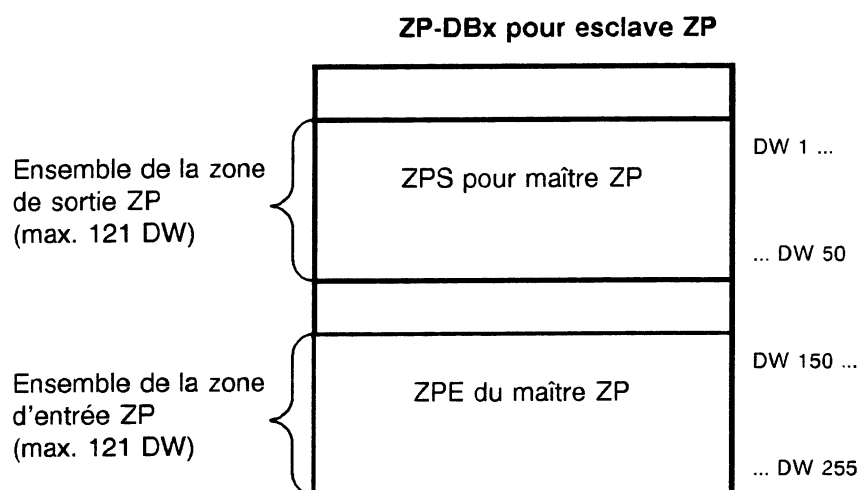 ZP-DBx pour esclave ZP
Ensemble de la zone
de sortie ZP
(max. 121 DW)
ZPS pour maître ZP
DW 1 ...
... DW 50
Ensemble de la zone
d'entrée ZP
(max. 121 DW)
ZPE du maître ZP
DW 150 ...
... DW 255